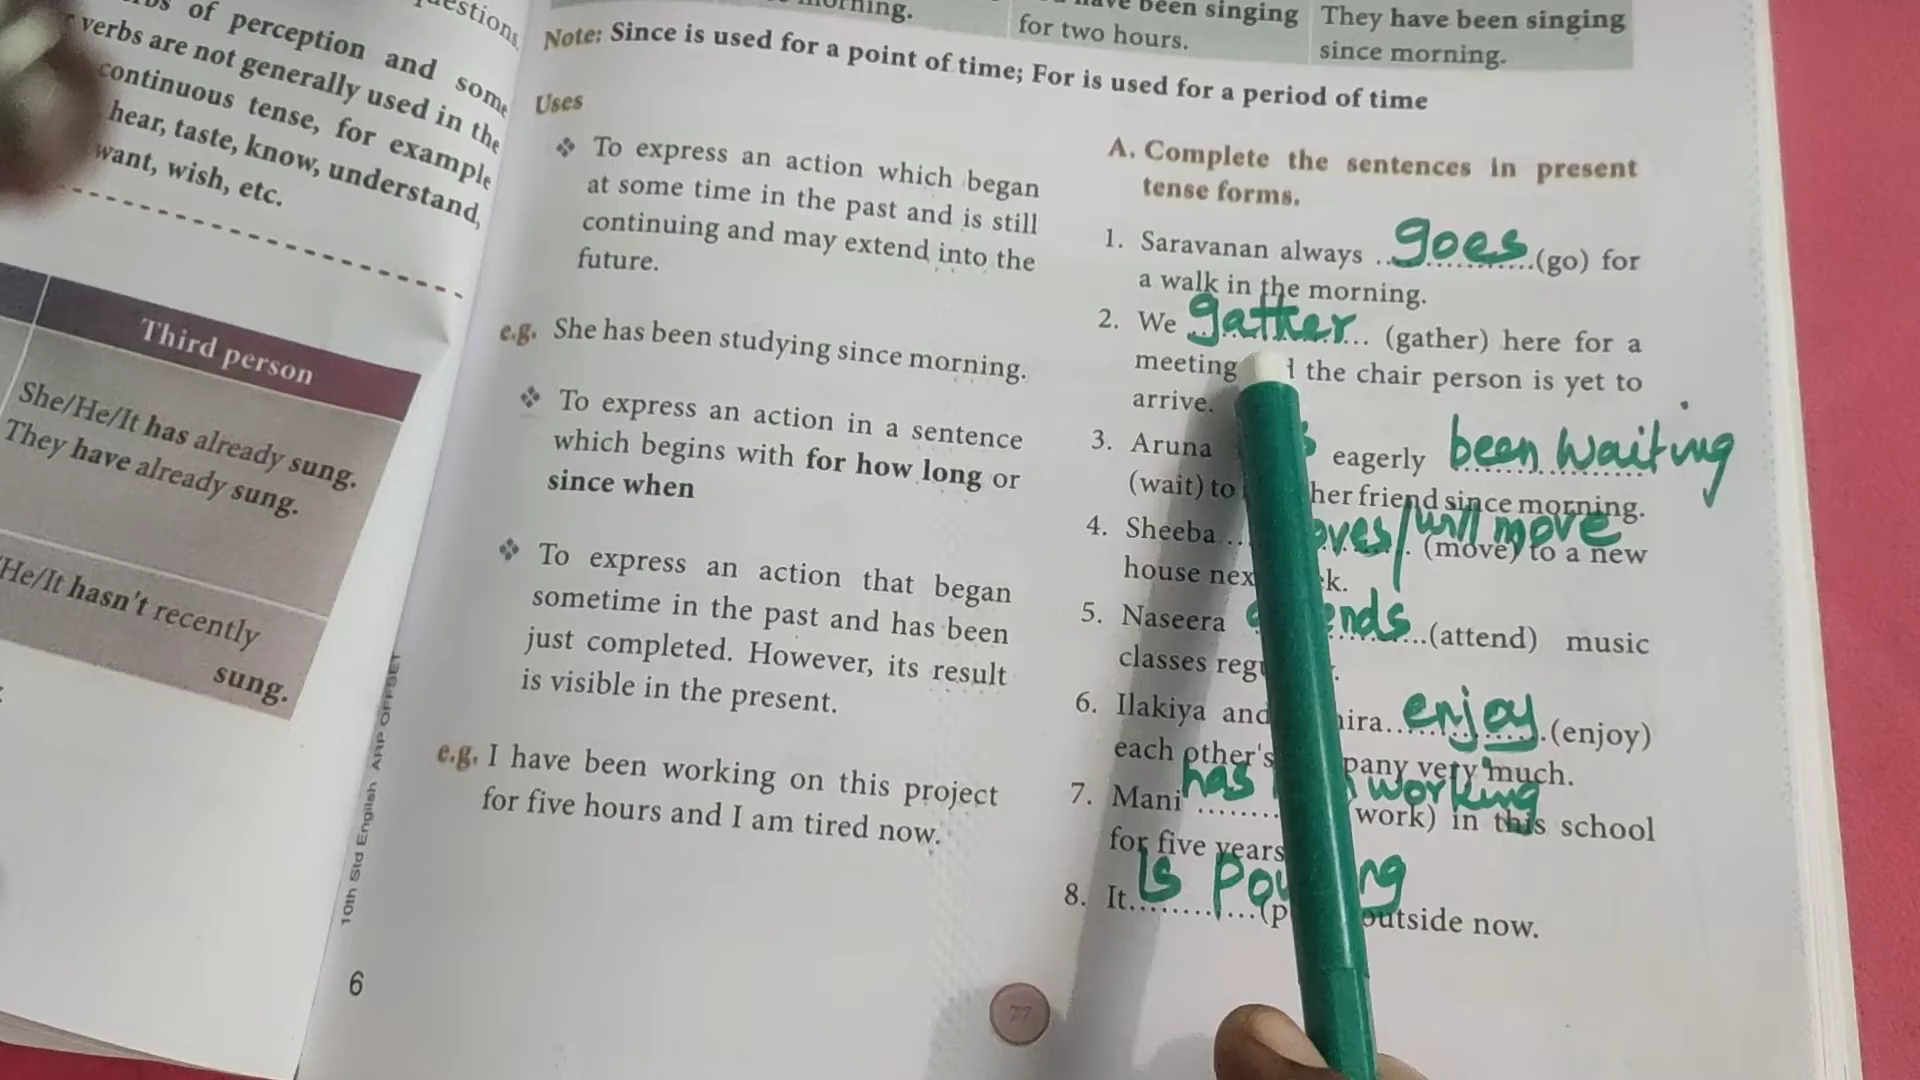 questions,
of perception and some
verbs are not generally used in the
continuous tense, for example
hear, taste, know, understand,
want, wish, etc.
Third person
She/He/It has already sung.
They have already sung.
He/It hasn't recently
sung.
10th Std English ARP OFFSET
6
morning.
have been singing
for two hours.
They have been singing
since morning.
Note: Since is used for a point of time; For is used for a period of time
Uses
❖ To express an action which began
at some time in the past and is still
continuing and may extend into the
future.
e.g. She has been studying since morning.
❖ To express an action in a sentence
which begins with for how long or
since when
❖ To express an action that began
sometime in the past and has been
just completed. However, its result
is visible in the present.
e.g. I have been working on this project
for five hours and I am tired now.
77
A. Complete the sentences in present
tense forms.
1. Saravanan always goes (go) for
a walk in the morning.
2. We gather (gather) here for a
meeting the chair person is yet to
arrive.
3. Aruna eagerly been waiting
(wait) to her friend since morning.
4. Sheeba /will move (move) to a new
house
5. Naseera (attend) music
classes
6. Ilakiya and enjoy (enjoy)
each other's very much.
7. Mani has working work) in this school
for five years
8. It is outside now.